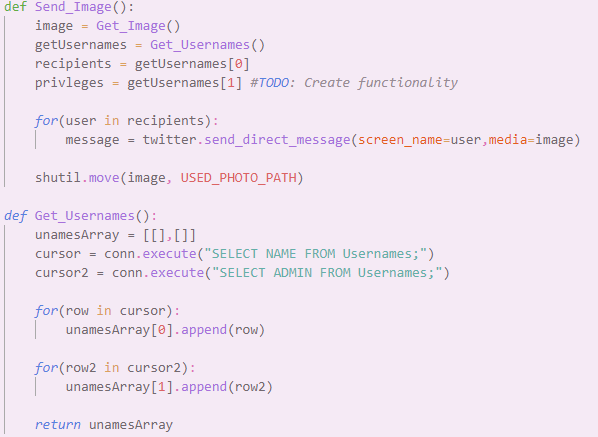 def Send_Image():
    image = Get_Image()
    getUsernames = Get_Usernames()
    recipients = getUsernames[0]
    privleges = getUsernames[1] #TODO: Create functionality

    for(user in recipients):
        message = twitter.send_direct_message(screen_name=user,media=image)

    shutil.move(image, USED_PHOTO_PATH)

def Get_Usernames():
    unamesArray = [[],[]]
    cursor = conn.execute("SELECT NAME FROM Usernames;")
    cursor2 = conn.execute("SELECT ADMIN FROM Usernames;")

    for(row in cursor):
        unamesArray[0].append(row)

    for(row2 in cursor2):
        unamesArray[1].append(row2)

    return unamesArray